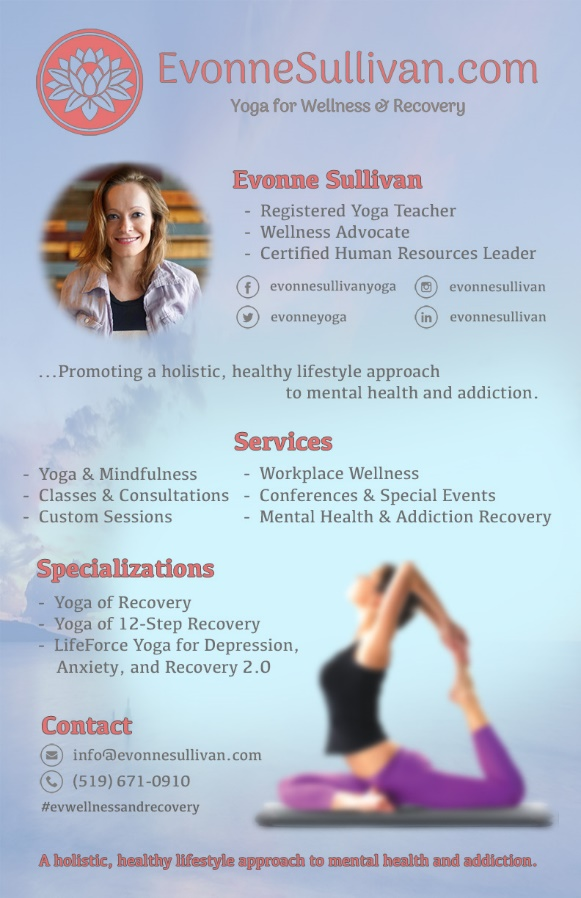 EvonneSullivan.com
Yoga for Wellness & Recovery
Evonne Sullivan
- Registered Yoga Teacher
- Wellness Advocate
- Certified Human Resources Leader
evonnesullivanyoga
evonnesullivan
evonneyoga
evonnesullivan
...Promoting a holistic, healthy lifestyle approach
to mental health and addiction.
Services
- Yoga & Mindfulness
- Classes & Consultations
- Custom Sessions
- Workplace Wellness
- Conferences & Special Events
- Mental Health & Addiction Recovery
Specializations
- Yoga of Recovery
- Yoga of 12-Step Recovery
- LifeForce Yoga for Depression,
Anxiety, and Recovery 2.0
Contact
info@evonnesullivan.com
(519) 671-0910
#evwellnessandrecovery
A holistic, healthy lifestyle approach to mental health and addiction.